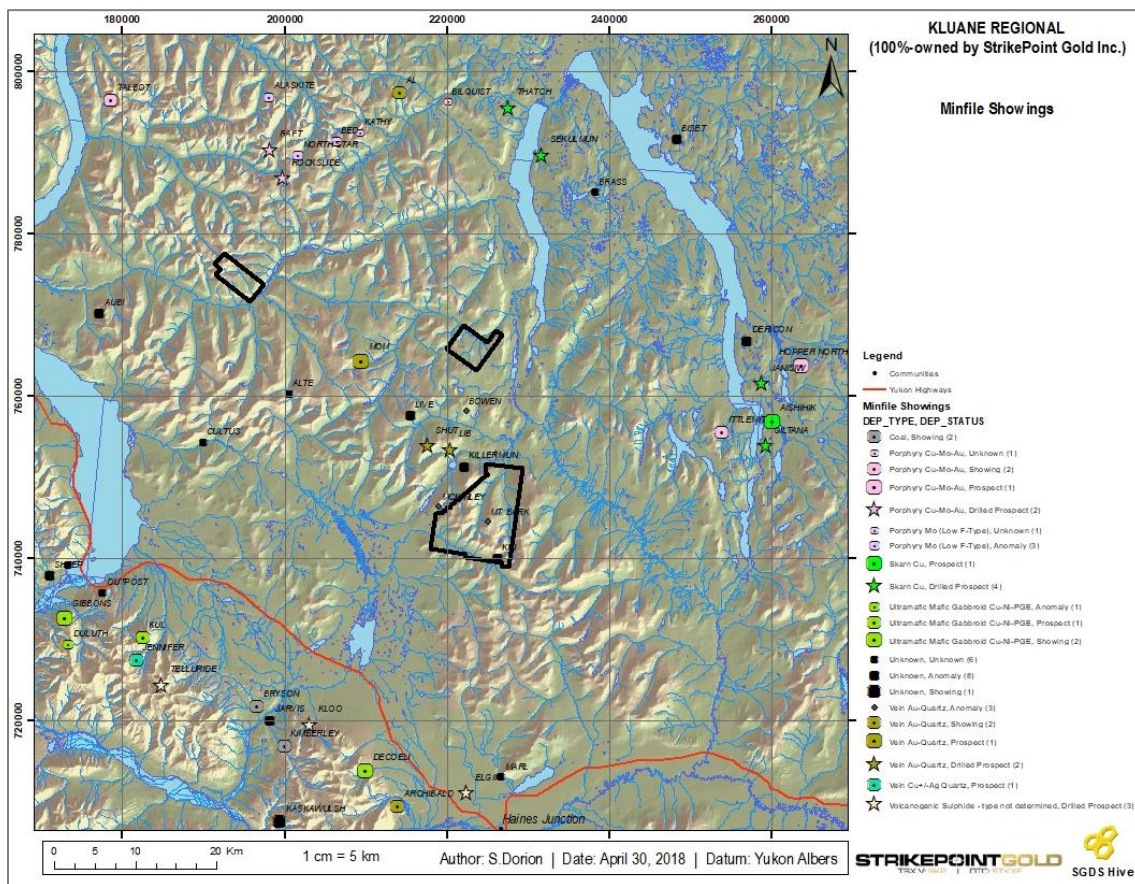 KLUANE REGIONAL
(100%-owned by StrikePoint Gold Inc.)
Minfile Showings
180000
200000
220000
240000
260000
N
800000
780000
760000
740000
720000
TALBOT
ALASKITE
AL
BILQUIST
THATCH
RAFT
BED
KATHY
NORTH STAR
ROCKSLIDE
SEKULMUN
BISET
BRASS
AUBI
MOM
DERICON
HOPPER NORTH
JANISIW
ALTE
LIVE
BOWEN
AISHIHIK
CULTUS
SHUT
LIB
GILTANA
KILLERMUN
MCKINLEY
MT. BARK
OUTPOST
GIBBONS
DULUTH
KUL
JENNIFER
TELLURIDE
BRYSON
JARVIS
KLOO
KIMBERLEY
DECOELI
MARL
ELGIN
ARCHIBALD
KASKAWULSH
Haines Junction
Legend
Communities
Yukon Highways
Minfile Showings
DEP_TYPE, DEP_STATUS
Coal, Showing (2)
Porphyry Cu-Mo-Au, Unknown (1)
Porphyry Cu-Mo-Au, Showing (2)
Porphyry Cu-Mo-Au, Prospect (1)
Porphyry Cu-Mo-Au, Drilled Prospect (2)
Porphyry Mo (Low F-Type), Unknown (1)
Porphyry Mo (Low F-Type), Anomaly (3)
Skarn Cu, Prospect (1)
Skarn Cu, Drilled Prospect (4)
Ultramafic Mafic Gabbroid Cu-Ni-PGE, Anomaly (1)
Ultramafic Mafic Gabbroid Cu-Ni-PGE, Prospect (1)
Ultramafic Mafic Gabbroid Cu-Ni-PGE, Showing (2)
Unknown, Unknown (6)
Unknown, Anomaly (8)
Unknown, Showing (1)
Vein Au-Quartz, Anomaly (3)
Vein Au-Quartz, Showing (2)
Vein Au-Quartz, Prospect (1)
Vein Au-Quartz, Drilled Prospect (2)
Vein Cu+/-Ag Quartz, Prospect (1)
Volcanogenic Sulphide - type not determined, Drilled Prospect (3)
0 5 10 20 Km
1 cm = 5 km
Author: S.Dorion | Date: April 30, 2018 | Datum: Yukon Albers
STRIKEPOINTGOLD
SGDS Hive